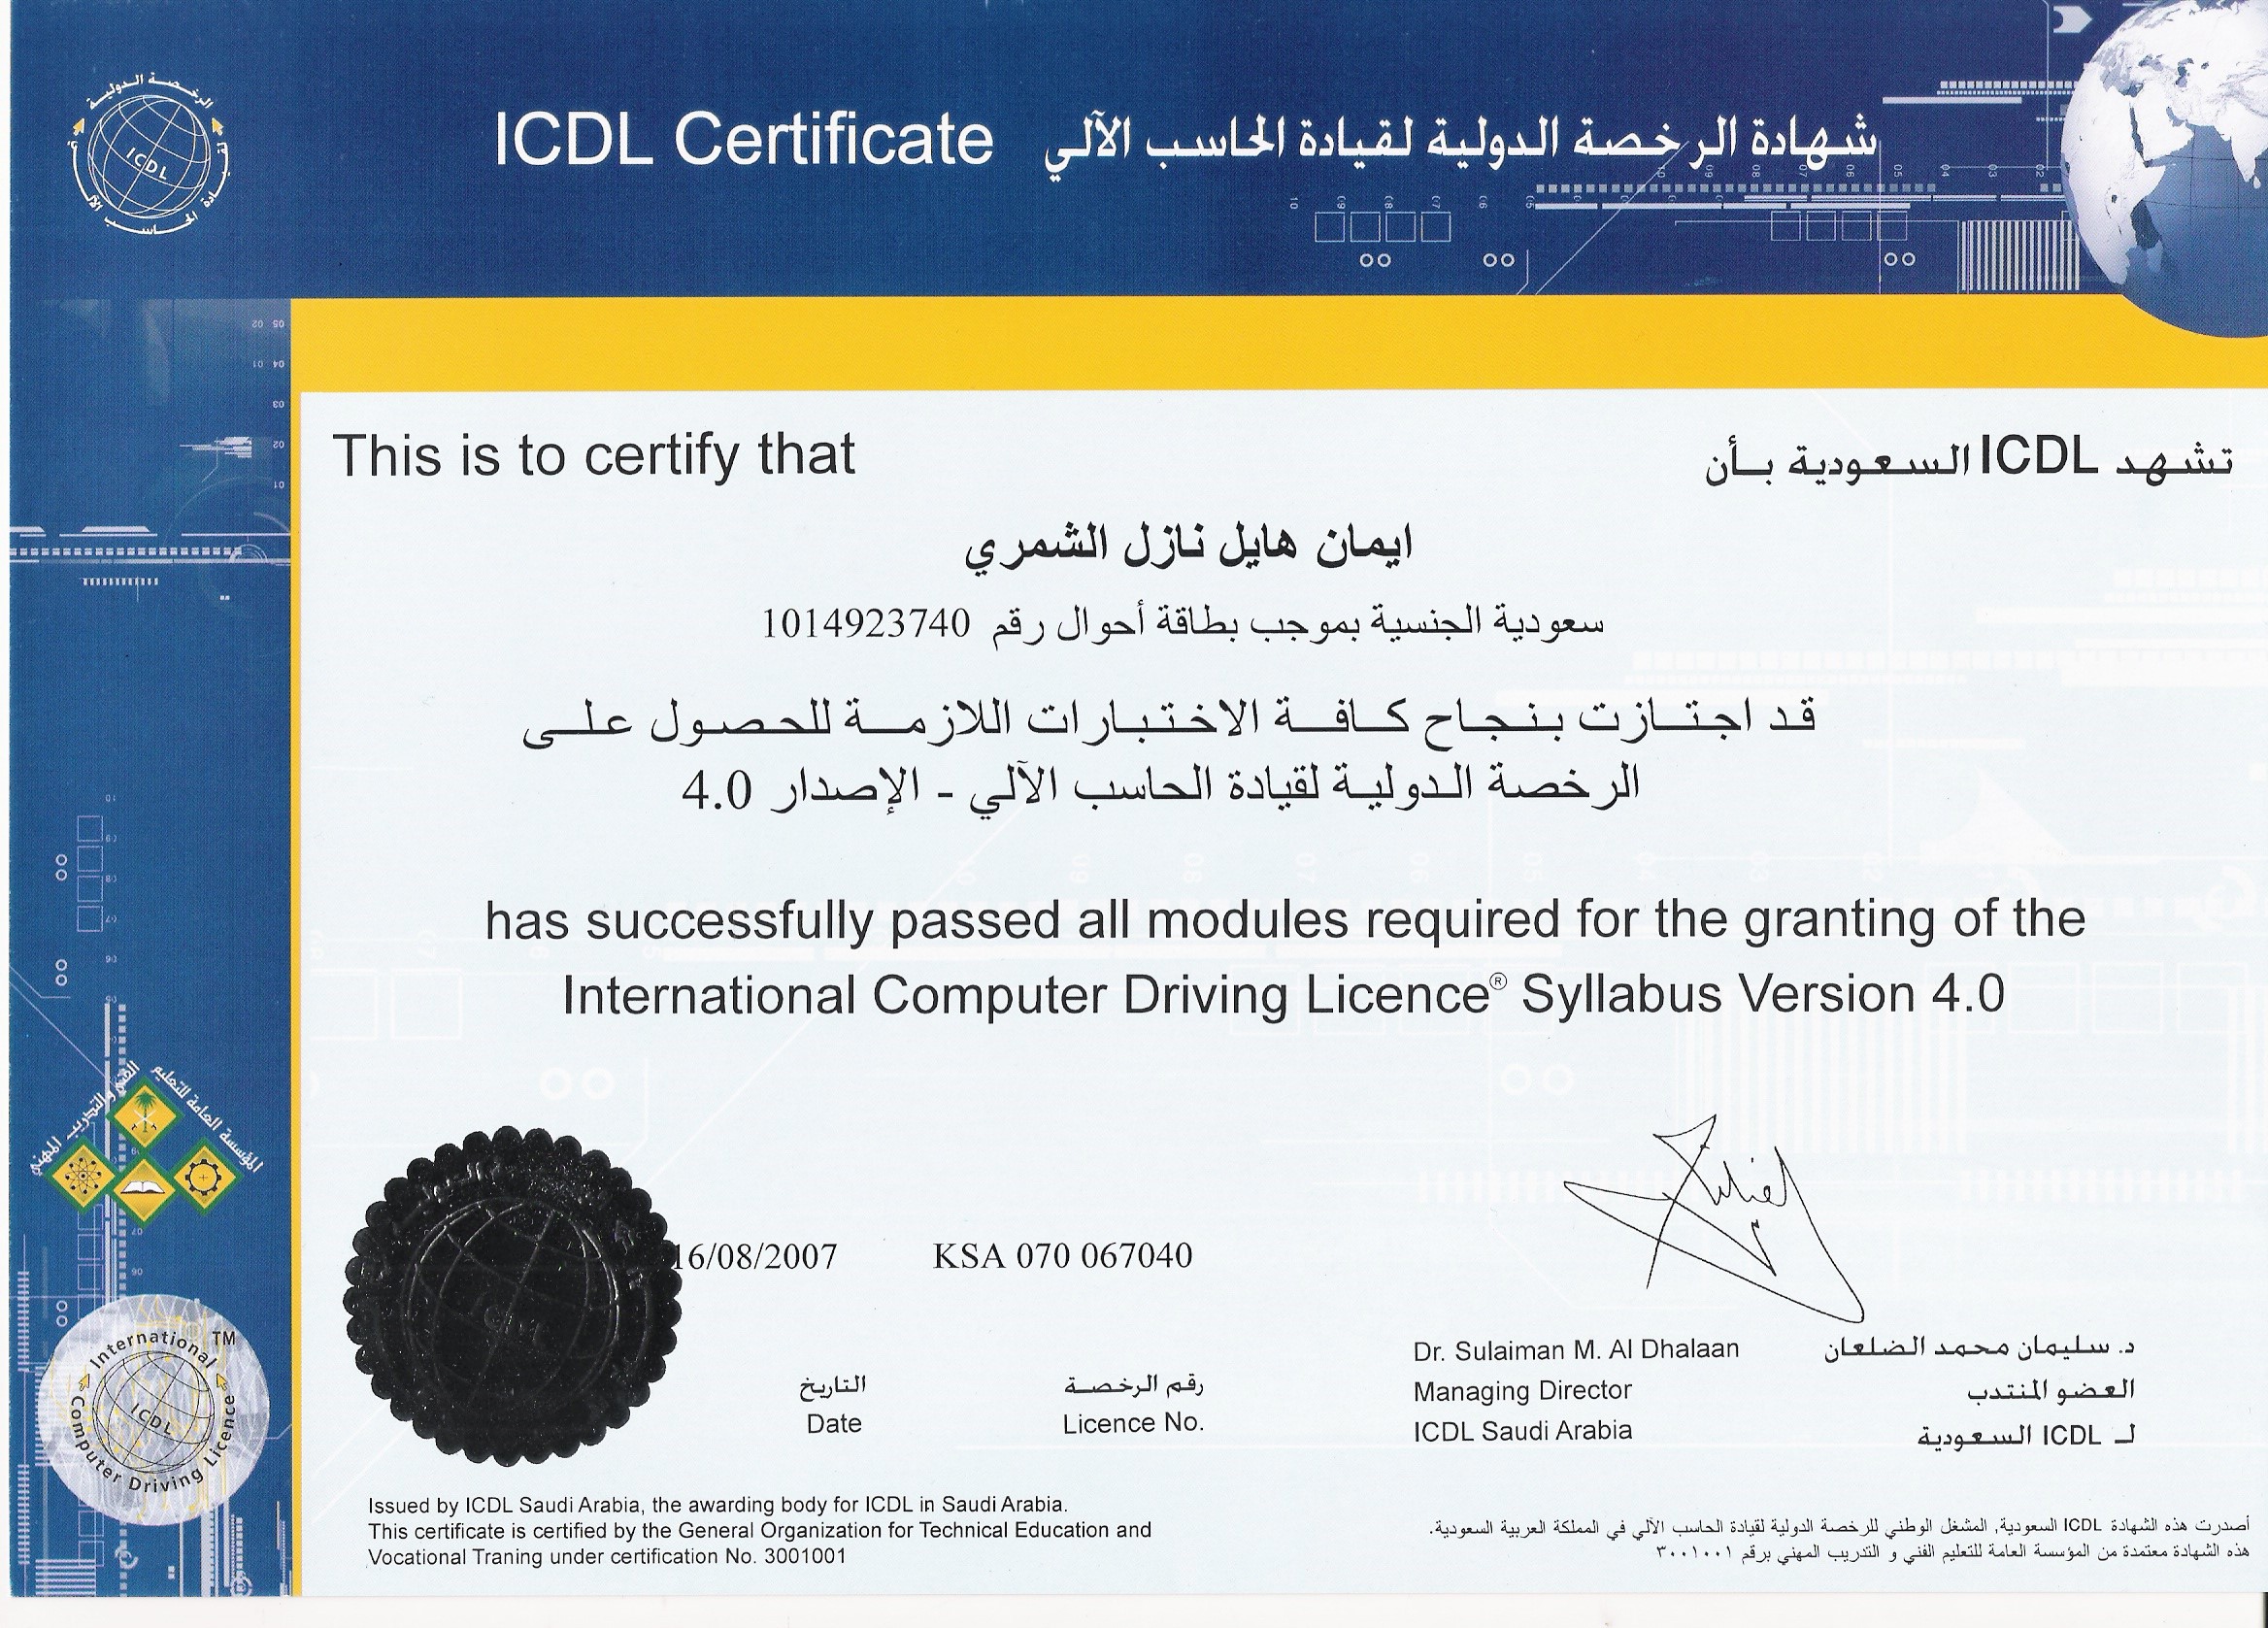 ICDL Certificate شهادة الرخصة الدولية لقيادة الحاسب الآلي
الرخصة الدولية
ICDL
This is to certify that
تشهد ICDL السعودية بأن
ايمان هايل نازل الشمري
سعودية الجنسية بموجب بطاقة أحوال رقم 1014923740
قد اجتازت بنجاح كافة الاختبارات اللازمة للحصول على
الرخصة الدولية لقيادة الحاسب الآلي - الإصدار 4.0
has successfully passed all modules required for the granting of the
International Computer Driving Licence® Syllabus Version 4.0
المؤسسة العامة للتعليم الفني والتدريب المهني
16/08/2007
KSA 070 067040
التاريخ
Date
رقم الرخصة
Licence No.
Dr. Sulaiman M. Al Dhalaan
Managing Director
ICDL Saudi Arabia
د. سليمان محمد الضلعان
العضو المنتدب
لـ ICDL السعودية
International TM
ICDL
Computer Driving Licence
Issued by ICDL Saudi Arabia, the awarding body for ICDL in Saudi Arabia.
This certificate is certified by the General Organization for Technical Education and
Vocational Traning under certification No. 3001001
أصدرت هذه الشهادة ICDL السعودية, المشغل الوطني للرخصة الدولية لقيادة الحاسب الآلي في المملكة العربية السعودية.
هذه الشهادة معتمدة من المؤسسة العامة للتعليم الفني و التدريب المهني برقم ٣٠٠١٠٠١